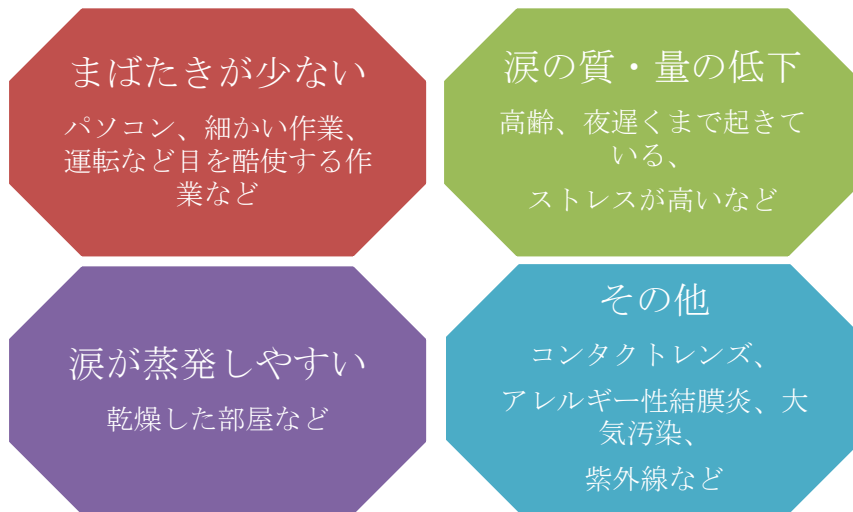 まばたきが少ない
パソコン、細かい作業、
運転など目を酷使する作
業など
涙の質・量の低下
高齢、夜遅くまで起きて
いる、
ストレスが高いなど
涙が蒸発しやすい
乾燥した部屋など
その他
コンタクトレンズ、
アレルギー性結膜炎、大
気汚染、
紫外線など